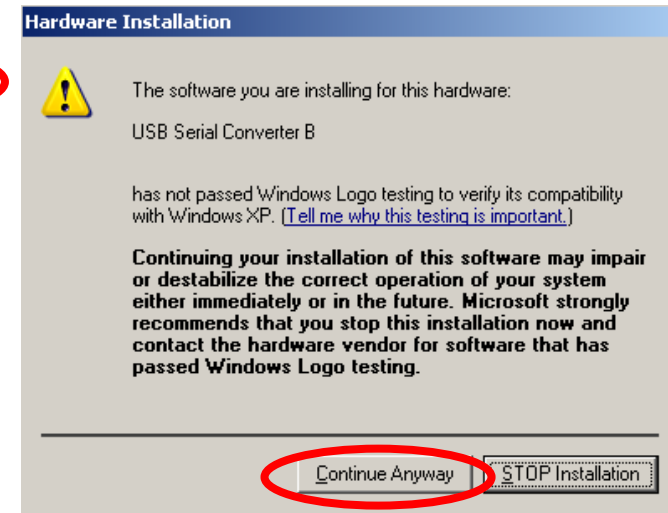 Hardware Installation
The software you are installing for this hardware:
USB Serial Converter B
has not passed Windows Logo testing to verify its compatibility
with Windows XP. (Tell me why this testing is important.)
Continuing your installation of this software may impair
or destabilize the correct operation of your system
either immediately or in the future. Microsoft strongly
recommends that you stop this installation now and
contact the hardware vendor for software that has
passed Windows Logo testing.
Continue Anyway
STOP Installation